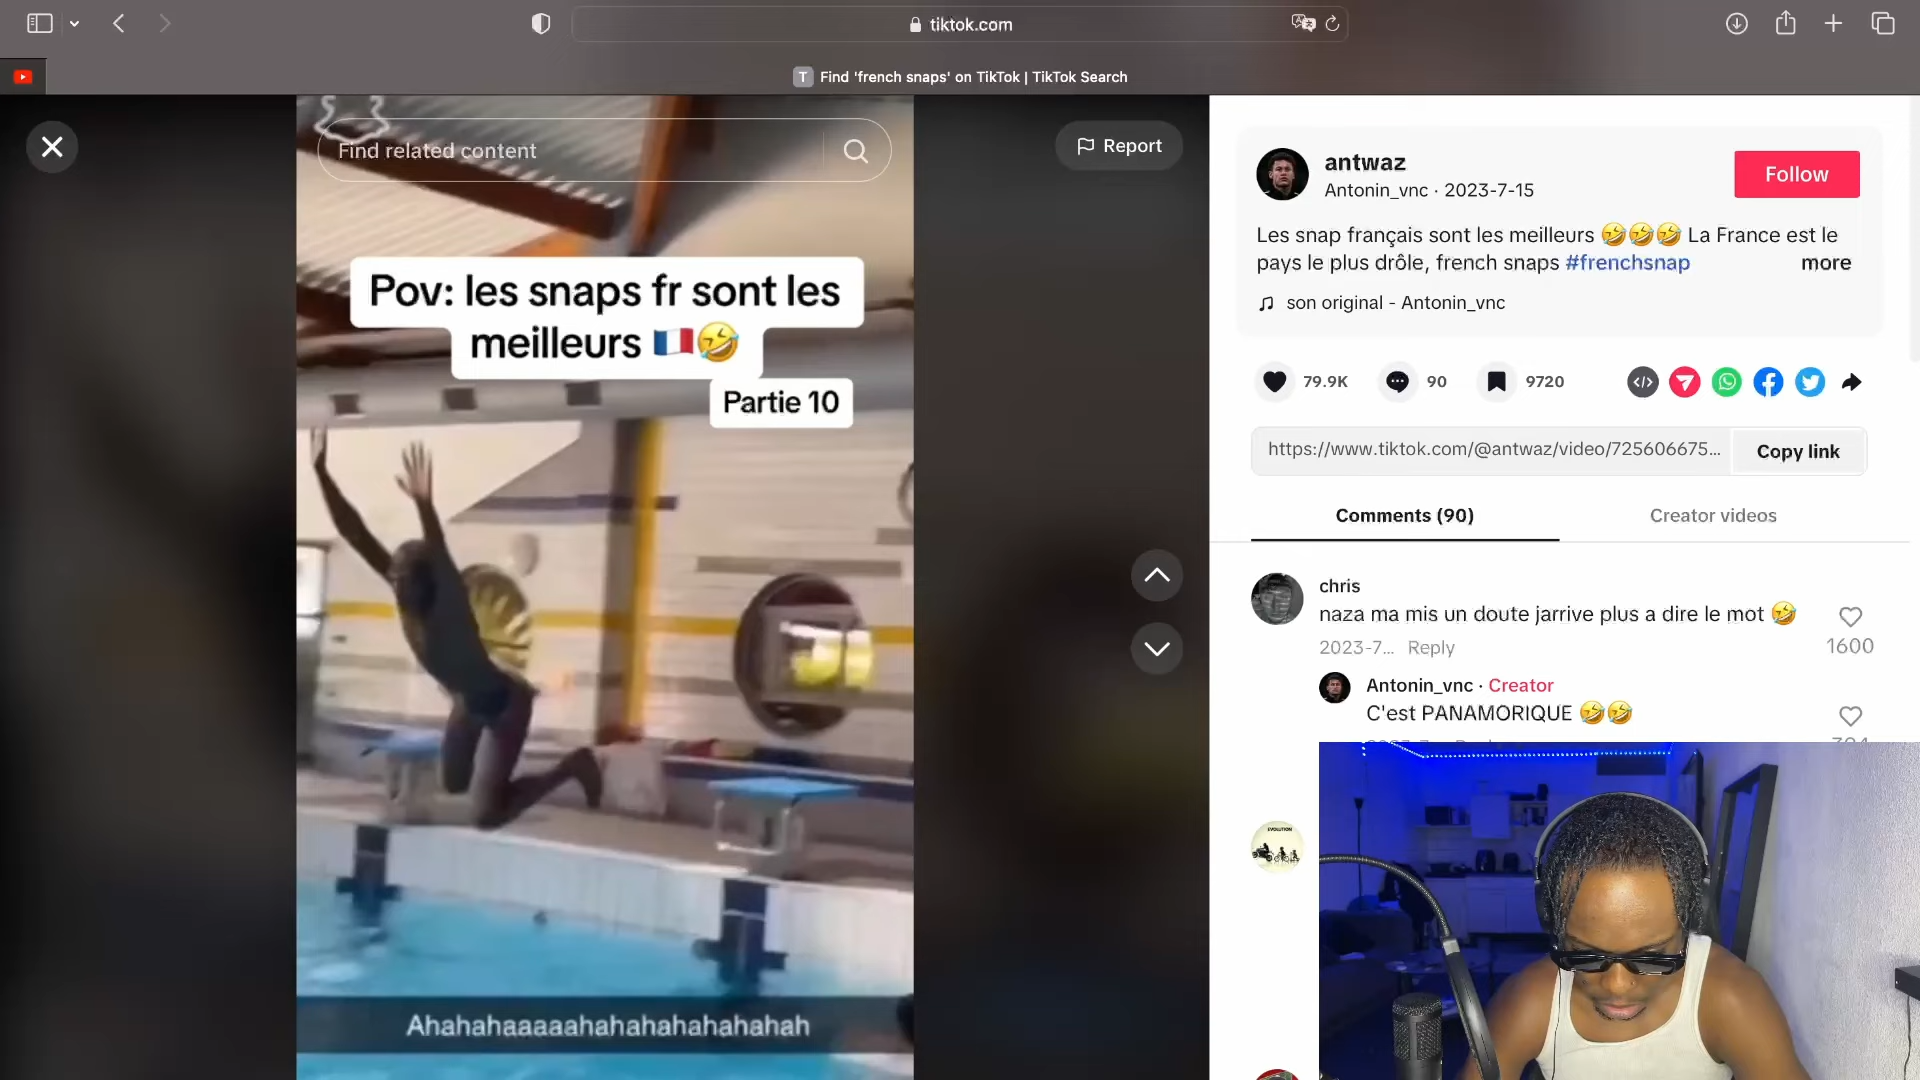 tiktok.com
T Find 'french snaps' on TikTok | TikTok Search
Find related content
Report
Pov: les snaps fr sont les
meilleurs 🇫🇷🤣
Partie 10
Ahahahaaaaahahahahahahah
antwaz
Antonin_vnc · 2023-7-15
Follow
Les snap français sont les meilleurs 🤣🤣🤣 La France est le
pays le plus drôle, french snaps #frenchsnap more
son original - Antonin_vnc
79.9K 90 9720
https://www.tiktok.com/@antwaz/video/725606675... Copy link
Comments (90) Creator videos
chris
naza ma mis un doute jarrive plus a dire le mot 🤣
1600
2023-7... Reply
Antonin_vnc · Creator
C'est PANAMORIQUE 🤣🤣
EVOLUTION